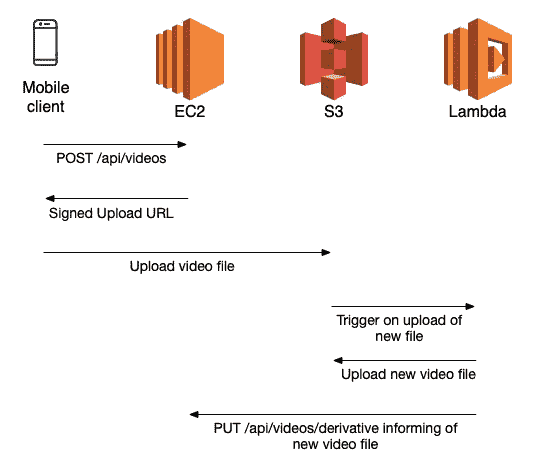 Mobile
client
EC2
S3
Lambda
POST /api/videos
Signed Upload URL
Upload video file
Trigger on upload of
new file
Upload new video file
PUT /api/videos/derivative informing of
new video file